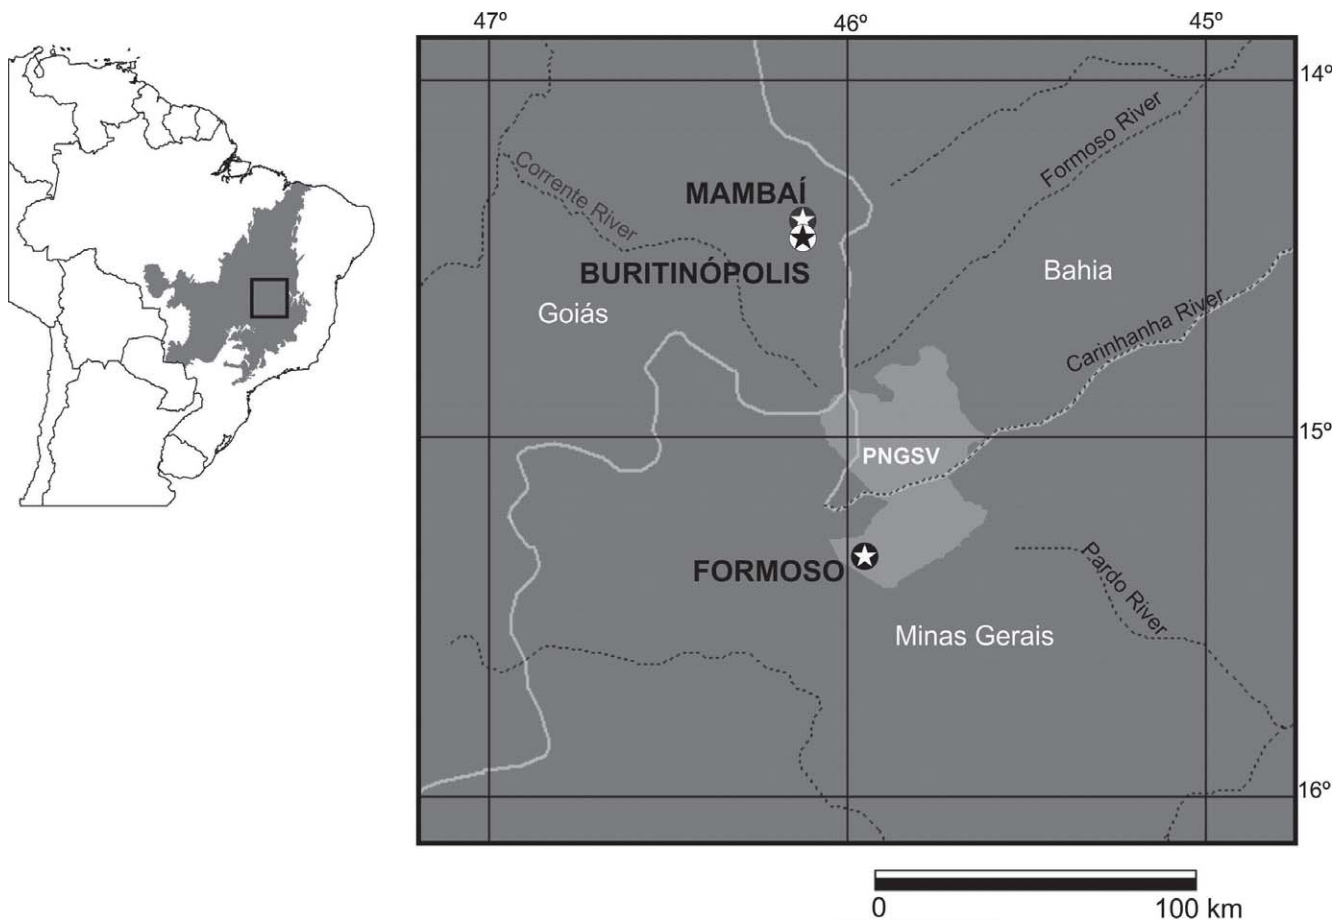 47º 46º 45º
14º
Formoso River
Corrente River
MAMBAÍ
BURITINÓPOLIS
Bahia
Goiás
Carinhanha River
15º
PNGSV
FORMOSO
Pardo River
Minas Gerais
16º
0 100 km